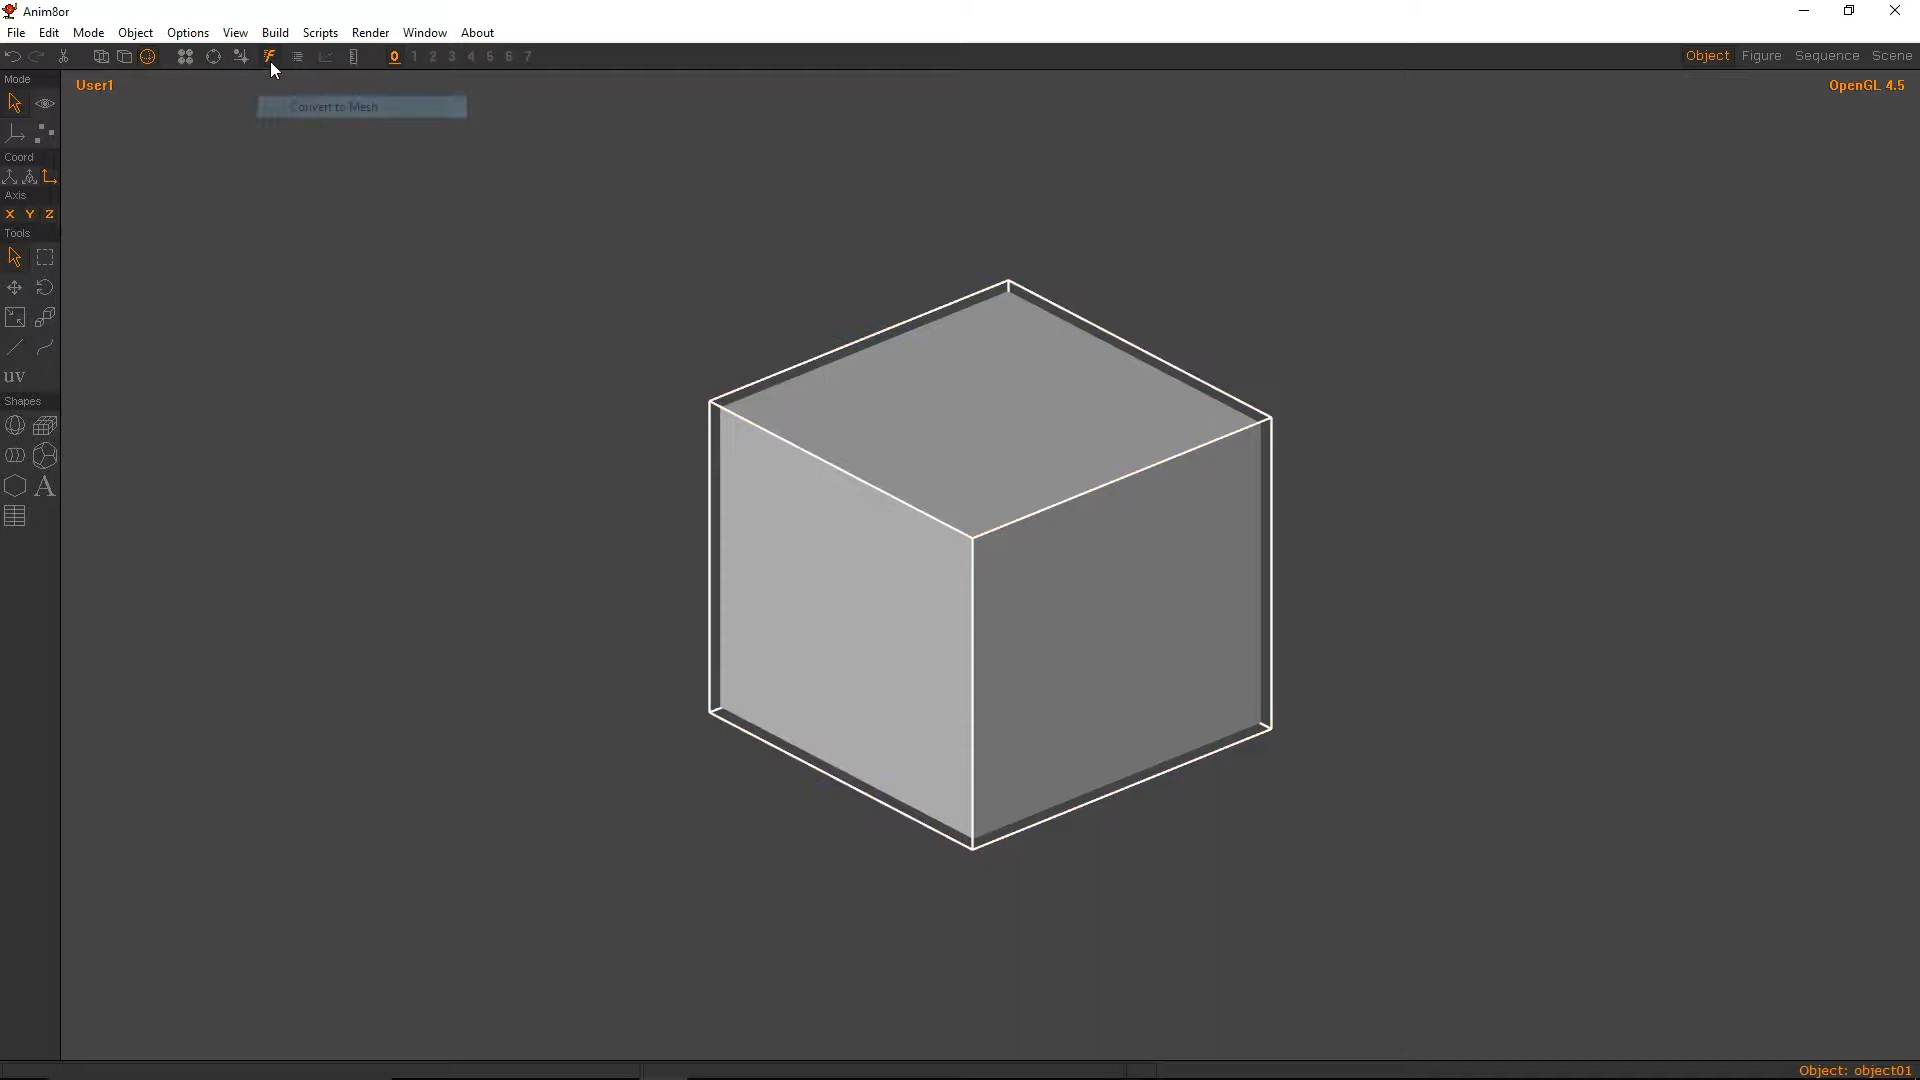 Anim8or
File Edit Mode Object Options View Build Scripts Render Window About
0 1 2 3 4 5 6 7 Object Figure Sequence Scene
Mode
User1
OpenGL 4.5
Convert to Mesh
Coord
Axis
X Y Z
Tools
uv
Shapes
A
Object: object01